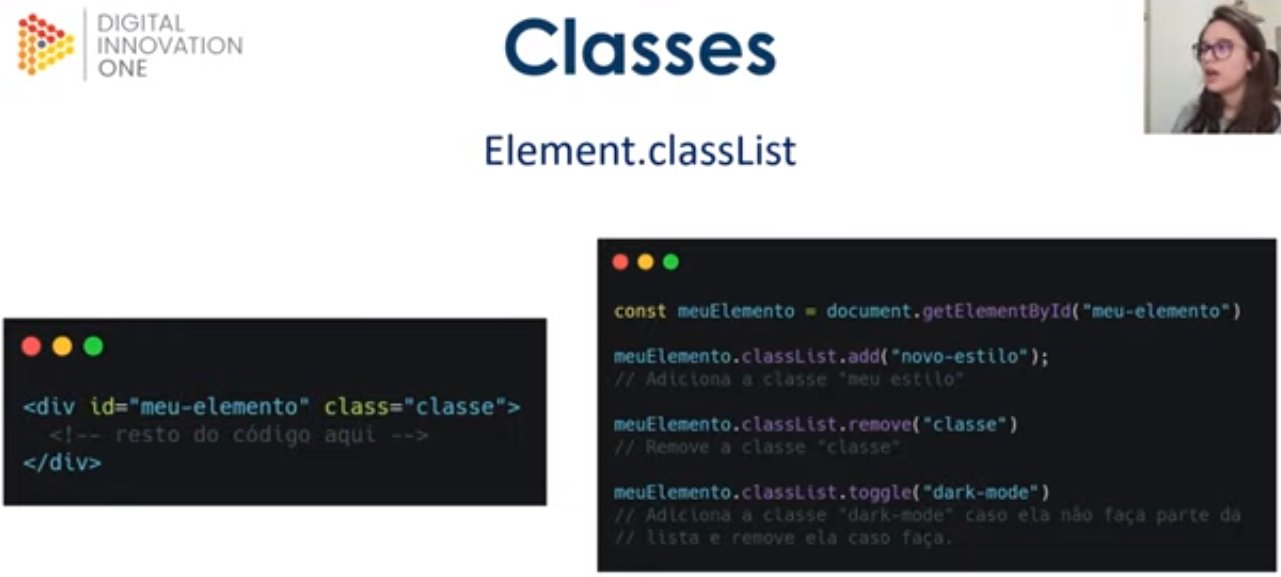 DIGITAL
INNOVATION
ONE
Classes
Element.classList
<div id="meu-elemento" class="classe">
<!-- resto do código aqui -->
</div>
const meuElemento = document.getElementById("meu-elemento")
meuElemento.classList.add("novo-estilo");
// Adiciona a classe "meu estilo"
meuElemento.classList.remove("classe")
// Remove a classe "classe"
meuElemento.classList.toggle("dark-mode")
// Adiciona a classe "dark-mode" caso ela não faça parte da
// lista e remove ela caso faça.